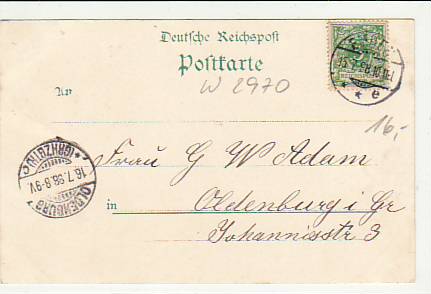 Deutsche Reichspost
Postkarte
W 2970
An
16,-
Frau G W Adam
in Oldenburg i Gr
Johannisstr 3
OLDENBURG
16.7.98.8-9V.
* (GRHZGTH.)
* * e